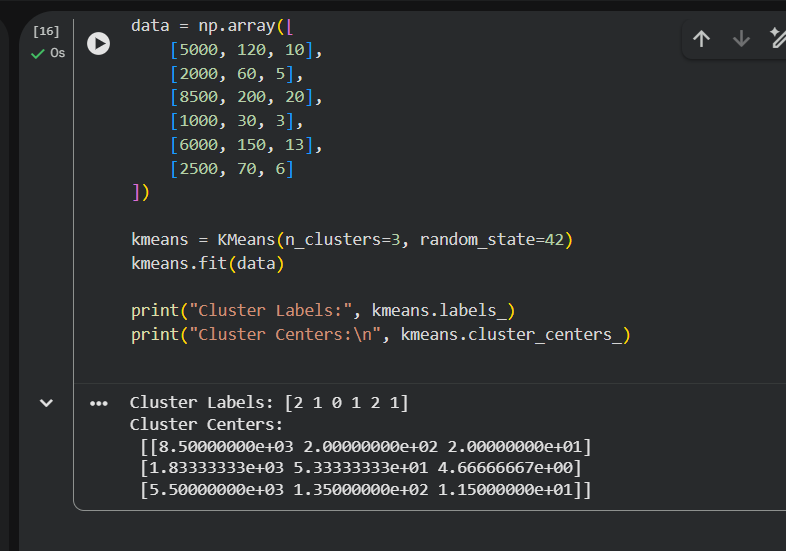 [16]
0s
data = np.array([
    [5000, 120, 10],
    [2000, 60, 5],
    [8500, 200, 20],
    [1000, 30, 3],
    [6000, 150, 13],
    [2500, 70, 6]
])
kmeans = KMeans(n_clusters=3, random_state=42)
kmeans.fit(data)
print("Cluster Labels:", kmeans.labels_)
print("Cluster Centers:\n", kmeans.cluster_centers_)
Cluster Labels: [2 1 0 1 2 1]
Cluster Centers:
 [[8.50000000e+03 2.00000000e+02 2.00000000e+01]
 [1.83333333e+03 5.33333333e+01 4.66666667e+00]
 [5.50000000e+03 1.35000000e+02 1.15000000e+01]]